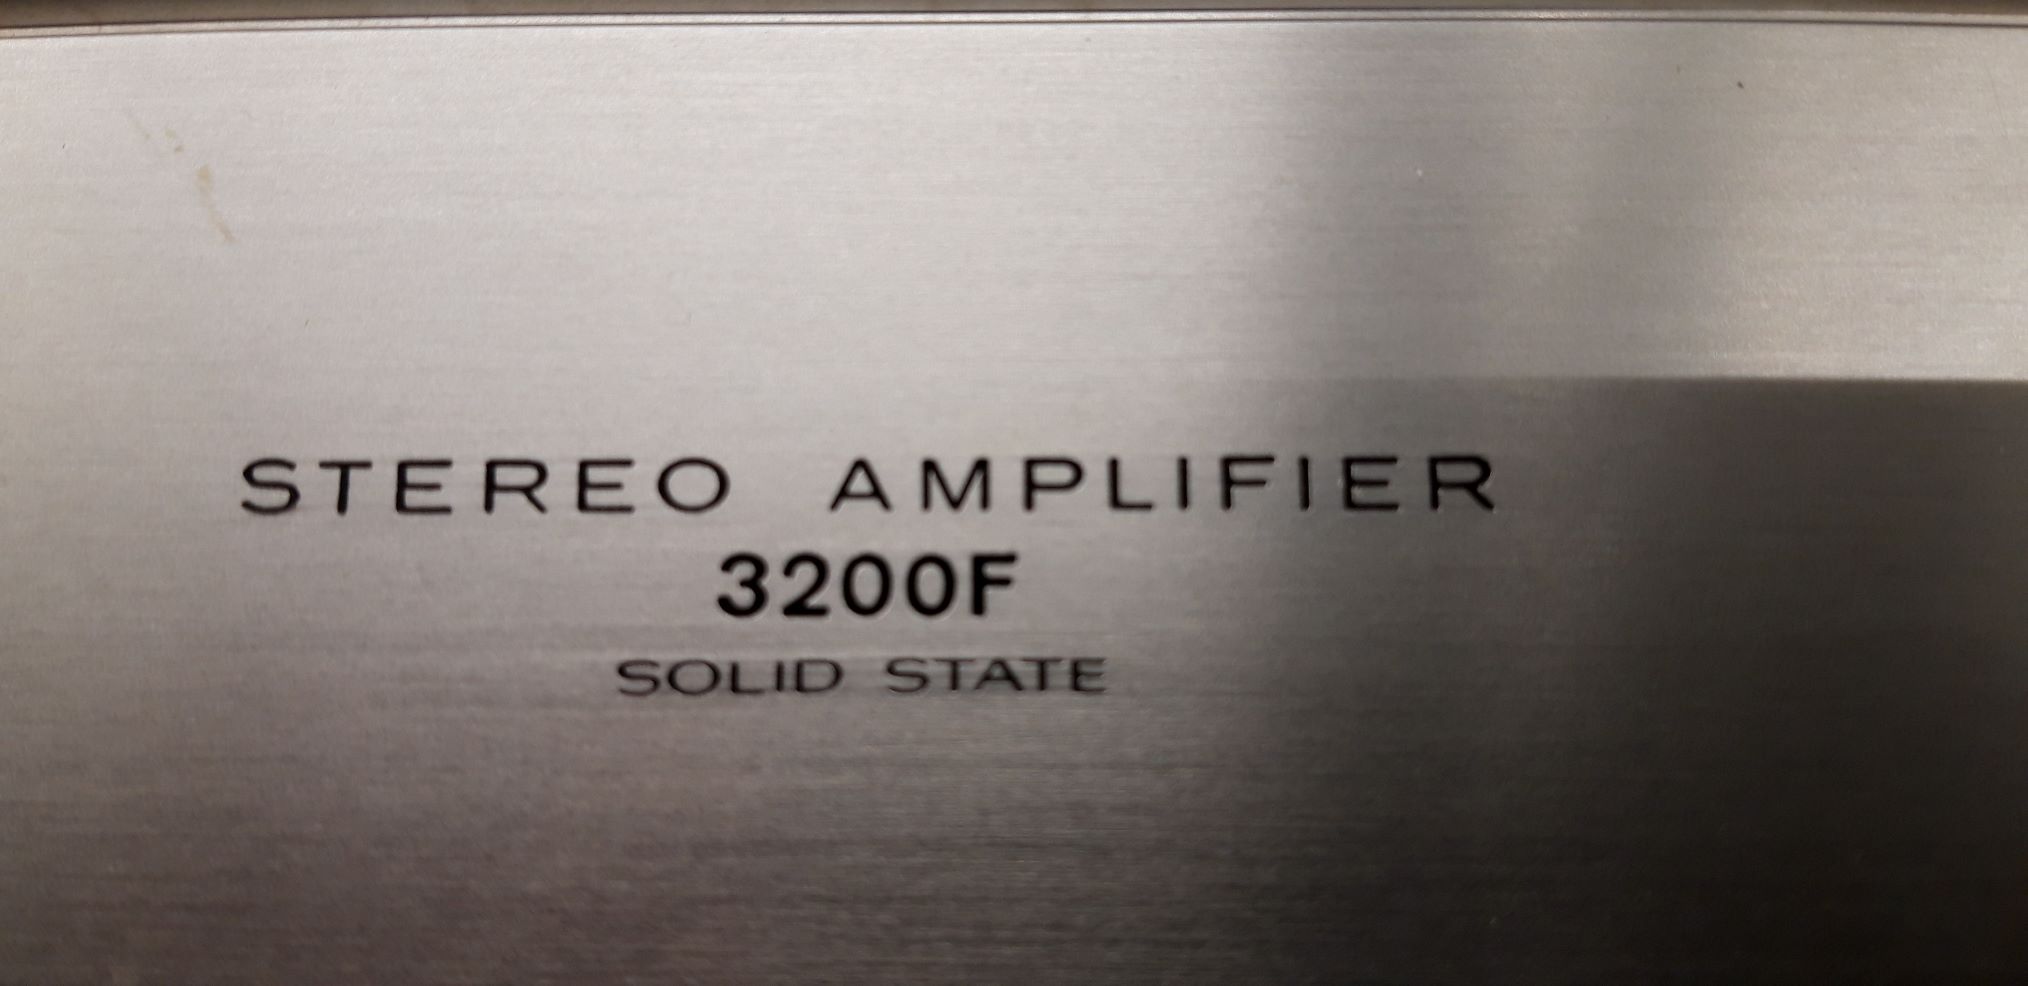 STEREO AMPLIFIER
3200F
SOLID STATE